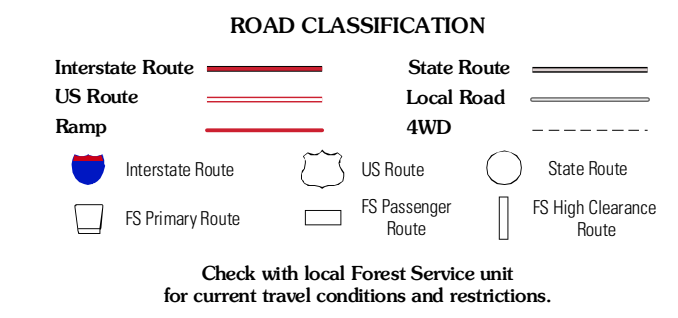 ROAD CLASSIFICATION
Interstate Route
State Route
US Route
Local Road
Ramp
4WD
Interstate Route
US Route
State Route
FS Primary Route
FS Passenger
Route
FS High Clearance
Route
Check with local Forest Service unit
for current travel conditions and restrictions.